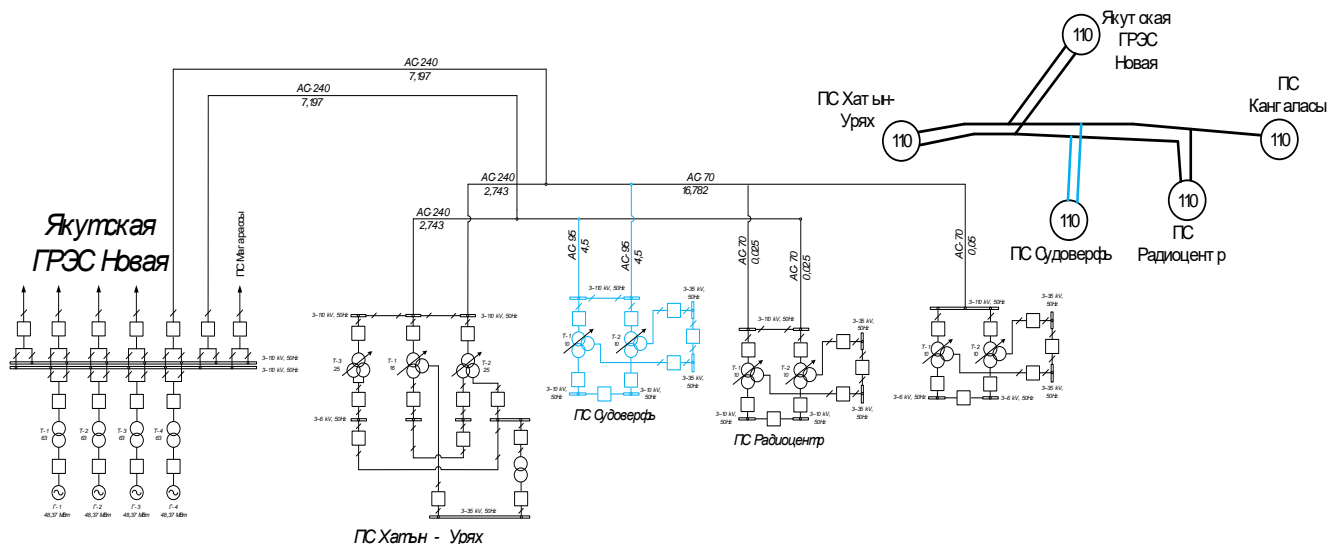 АС-240
7,197
АС-240
7,197
Якутская
ГРЭС
Новая
ПС
Кангаласы
ПС Хатын-
Урях
110
110
110
110
110
ПС Судоверфь
ПС
Радиоцентр
АС-240
2,743
АС-70
16,782
АС-240
2,743
Якутская
ГРЭС Новая
ПС Магарассы
АС-95
4,5
АС-95
4,5
АС-70
0,025
АС-70
0,025
АС-70
0,05
3~110 kV, 50Hz
3~110 kV, 50Hz
Т-1
63
Т-2
63
Т-3
63
Т-4
63
Г-1
48,37 МВт
Г-2
48,37 МВт
Г-3
48,37 МВт
Г-4
48,37 МВт
3~110 kV, 50Hz
3~110 kV, 50Hz
Т-3
25
Т-1
16
Т-2
25
3~6 kV, 50Hz
3~6 kV, 50Hz
3~35 kV, 50Hz
ПС Хатын - Урях
3~110 kV,
50Hz
3~35 kV,
50Hz
Т-1
10
Т-2
10
3~35 kV,
50Hz
3~10 kV,
50Hz
3~10 kV,
50Hz
ПС Судоверфь
3~110 kV,
50Hz
3~35 kV,
50Hz
Т-1
10
Т-2
10
3~35 kV,
50Hz
3~10 kV,
50Hz
3~10 kV,
50Hz
ПС Радиоцентр
3~110 kV,
50Hz
3~35 kV,
50Hz
Т-1
10
Т-2
10
3~35 kV,
50Hz
3~6 kV,
50Hz
3~6 kV,
50Hz